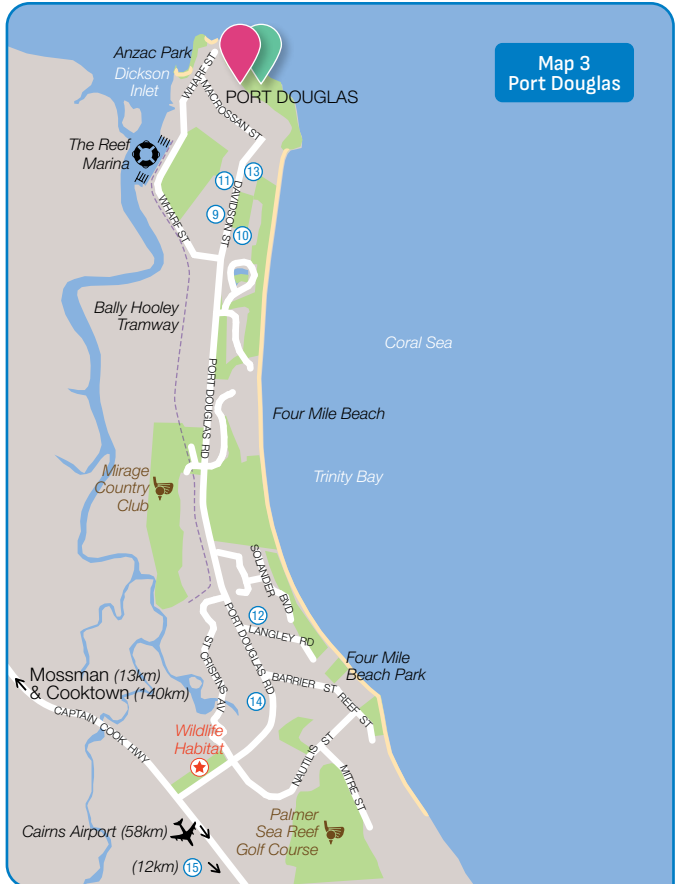 Map 3
Port Douglas
Anzac Park
Dickson
Inlet
WHARF ST
PORT DOUGLAS
MACROSSAN ST
The Reef
Marina
13
11
DAVIDSON ST
9
10
WHARF ST
Bally Hooley
Tramway
Coral Sea
PORT DOUGLAS RD
Four Mile Beach
Mirage
Country
Club
Trinity Bay
SOLANDER BVD
12
LANGLEY RD
PORT DOUGLAS RD
ST CRISPINS AV
Four Mile
Beach Park
BARRIER ST
REEF ST
14
Mossman (13km)
& Cooktown (140km)
CAPTAIN COOK HWY
Wildlife
Habitat
NAUTILIS ST
MITRE ST
Palmer
Sea Reef
Golf Course
Cairns Airport (58km)
(12km) 15